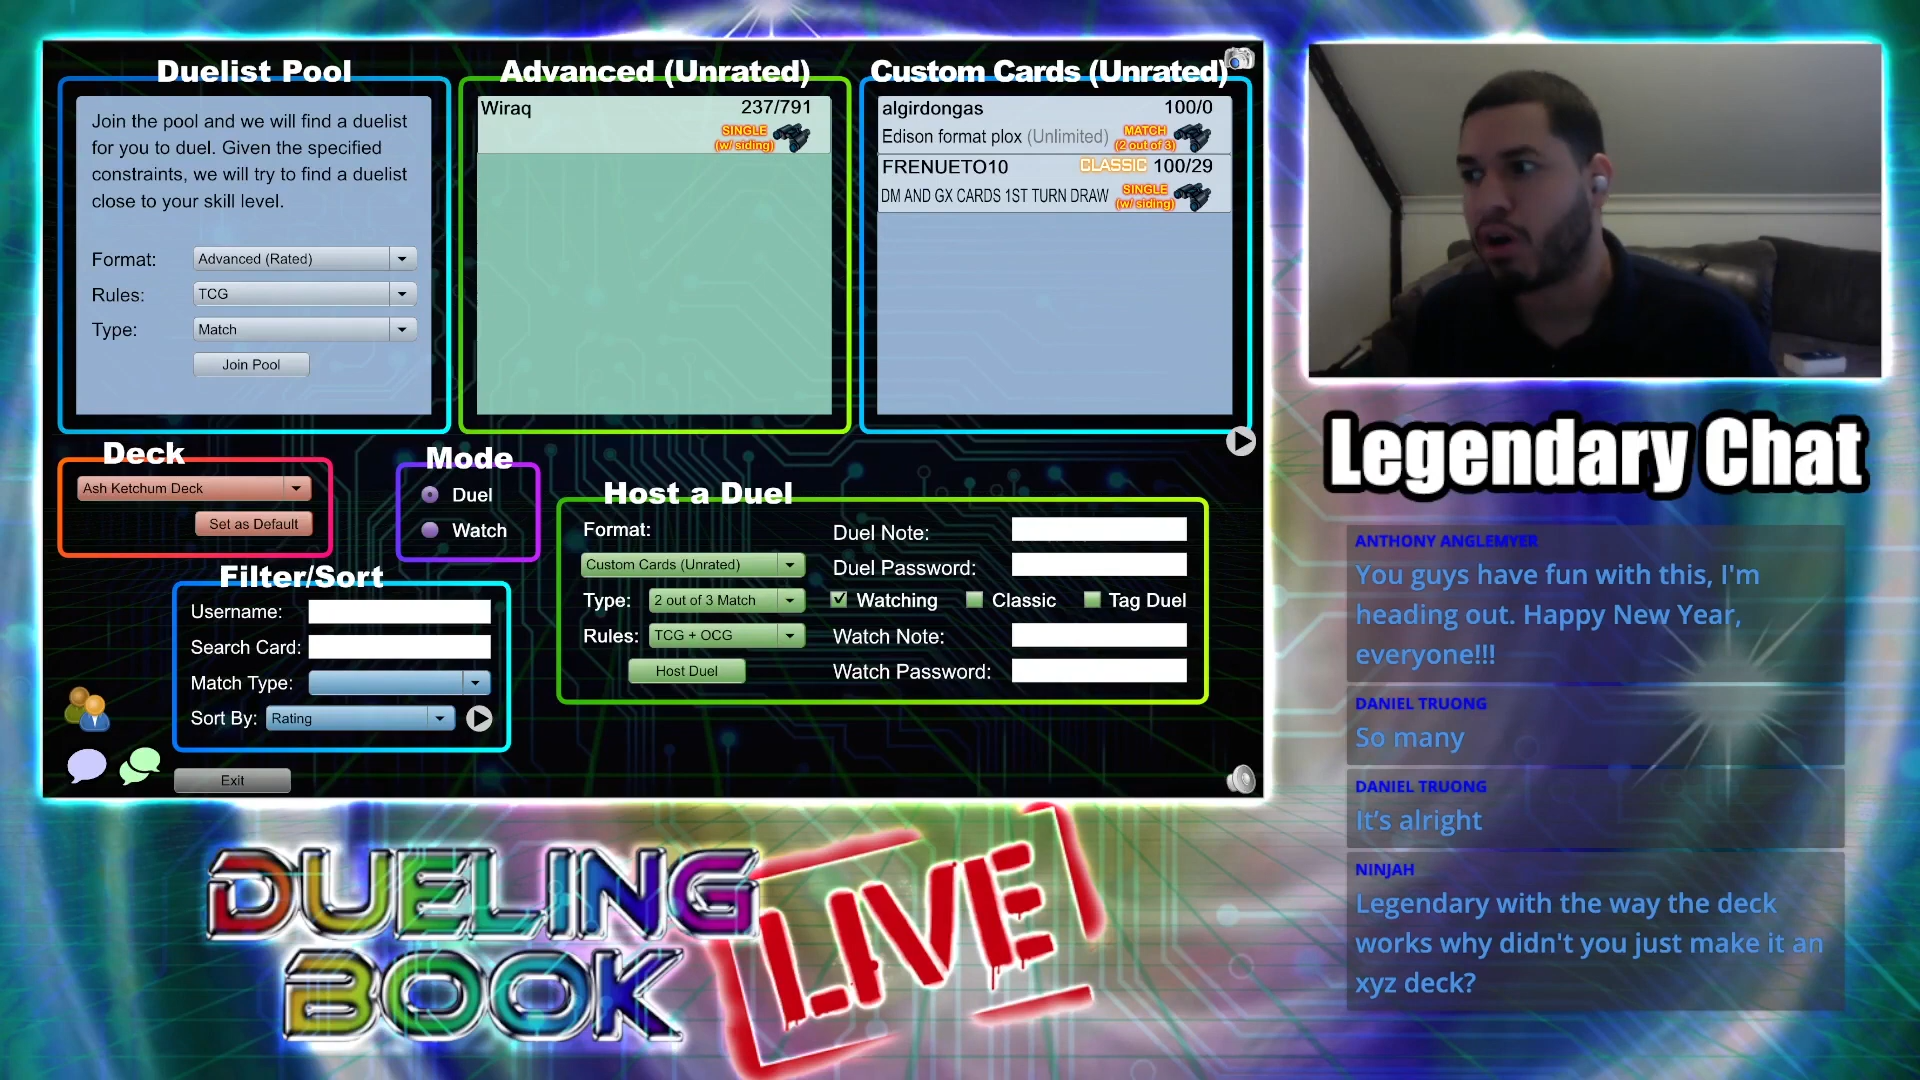 Duelist Pool
Join the pool and we will find a duelist
for you to duel. Given the specified
constraints, we will try to find a duelist
close to your skill level.
Format: Advanced (Rated)
Rules: TCG
Type: Match
Join Pool
Advanced (Unrated)
Wiraq 237/791
SINGLE
(w/ siding)
Custom Cards (Unrated)
algirdongas 100/0
Edison format plox (Unlimited) MATCH
(2 out of 3)
FRENUETO10 CLASSIC 100/29
DM AND GX CARDS 1ST TURN DRAW SINGLE
(w/ siding)
Deck
Ash Ketchum Deck
Set as Default
Mode
Duel
Watch
Filter/Sort
Username:
Search Card:
Match Type:
Sort By: Rating
Exit
Host a Duel
Format:
Custom Cards (Unrated)
Type: 2 out of 3 Match
Rules: TCG + OCG
Host Duel
Duel Note:
Duel Password:
Watching Classic Tag Duel
Watch Note:
Watch Password:
DUELING
BOOK
LIVE
Legendary Chat
ANTHONY ANGLEMYER
You guys have fun with this, I'm
heading out. Happy New Year,
everyone!!!
DANIEL TRUONG
So many
DANIEL TRUONG
It's alright
NINJAH
Legendary with the way the deck
works why didn't you just make it an
xyz deck?